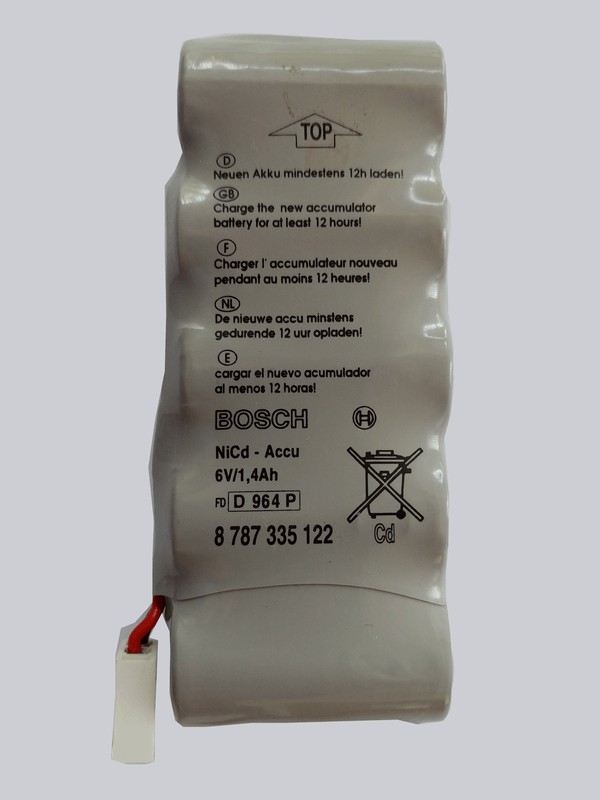 TOP
D
Neuen Akku mindestens 12h laden!
GB
Charge the new accumulator
battery for at least 12 hours!
F
Charger l' accumulateur nouveau
pendant au moins 12 heures!
NL
De nieuwe accu minstens
gedurende 12 uur opladen!
E
cargar el nuevo acumulador
al menos 12 horas!
BOSCH
NiCd - Accu
6V/1,4Ah
FD D 964 P
8 787 335 122
Cd